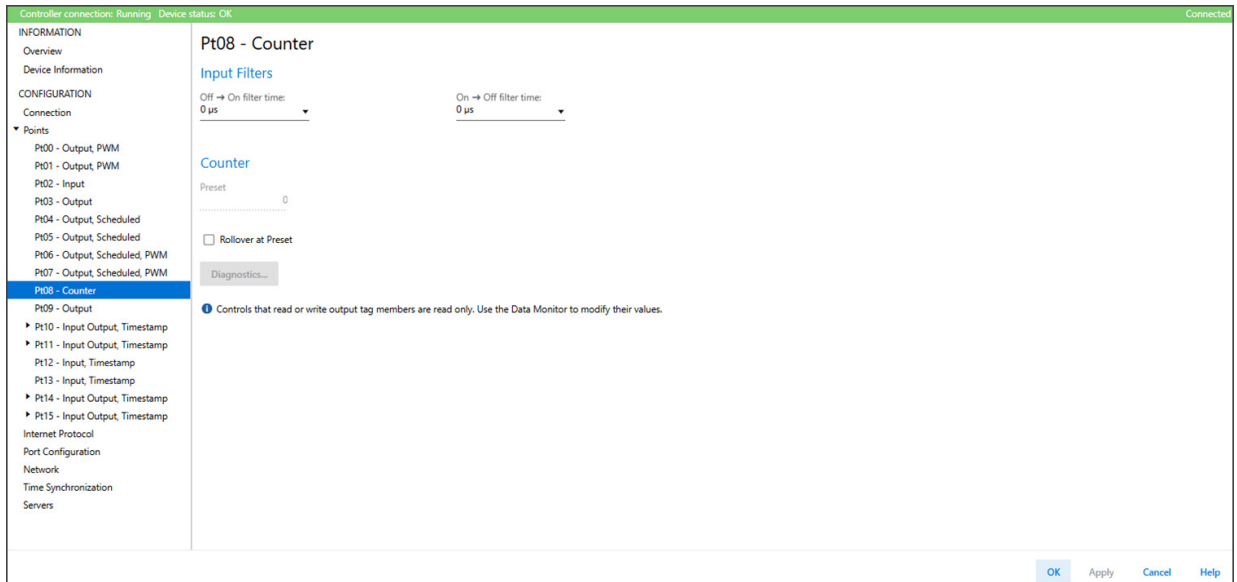 Controller connection: Running Device status: OK Connected
INFORMATION
Overview
Device Information
CONFIGURATION
Connection
Points
Pt00 - Output, PWM
Pt01 - Output, PWM
Pt02 - Input
Pt03 - Output
Pt04 - Output, Scheduled
Pt05 - Output, Scheduled
Pt06 - Output, Scheduled, PWM
Pt07 - Output, Scheduled, PWM
Pt08 - Counter
Pt09 - Output
Pt10 - Input Output, Timestamp
Pt11 - Input Output, Timestamp
Pt12 - Input, Timestamp
Pt13 - Input, Timestamp
Pt14 - Input Output, Timestamp
Pt15 - Input Output, Timestamp
Internet Protocol
Port Configuration
Network
Time Synchronization
Servers
Pt08 - Counter
Input Filters
Off → On filter time: On → Off filter time:
0 µs 0 µs
Counter
Preset
0
Rollover at Preset
Diagnostics...
Controls that read or write output tag members are read only. Use the Data Monitor to modify their values.
OK Apply Cancel Help